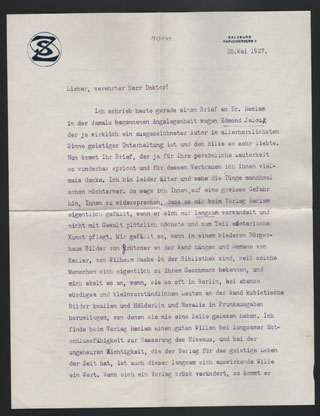 SZ
SALZBURG
KAPUZINERBERG 5
25.Mai 1927.
Lieber, verehrter Herr Doktor!
Ich schrieb heute gerade einen Brief an Dr. Reclam
in der damals begonnenen Angelegenheit wegen Edmond Jaloux
der ja wirklich ein ausgezeichneter Autor im allerherzlichsten
Sinne geistiger Unterhaltung ist und den Rilke so sehr liebte.
Nun kommt Ihr Brief, der ja für Ihre persönliche Lauterkeit
so wunderbar spricht und für dessen Vertrauen ich Ihnen viel-
mals danke. Ich bin leider älter und sehe die Dinge manchmal
schon nüchterner. So sage ich Ihnen, auf eine gewisse Gefahr
hin, Ihnen zu widersprechen, dass es mir beim Verlag Reclam
eigentlich gefällt, wenn er sich nur langsam verwandelt und
nicht mit Gewalt plötzlich höchste und zum Teil esoterische
Kunst pflegt. Mir gefällt es, wenn in einem biederen Bürger-
haus Bilder von Grützner an der Wand hängen und Romane von
Keller, von Wilhelm Raabe in der Bibliothek sind, weil solche
Menschen sich eigentlich zu ihrem Geschmack bekennen, und
mich ekelt es an, wenn, wie so oft in Berlin, bei ebenso
würdigen und kleinverständlichen Leuten an der Wand kubistische
Bilder knallen und Hölderlin und Novalis in Prunkausgaben
herumliegen, von denen sie nie eine Zeile gelesen haben. Ich
finde beim Verlag Reclam einen guten Willen bei langsamer Ent-
schlussfähigkeit zur Besserung des Niveaus, und bei der
ungeheuren Wichtigkeit, die der Verlag für das geistige Leben
der Zeit hat, ist auch dieser langsam sich auswirkende Wille
ein Wert. Wenn sich ein Verlag brüsk verändert, so kommt er